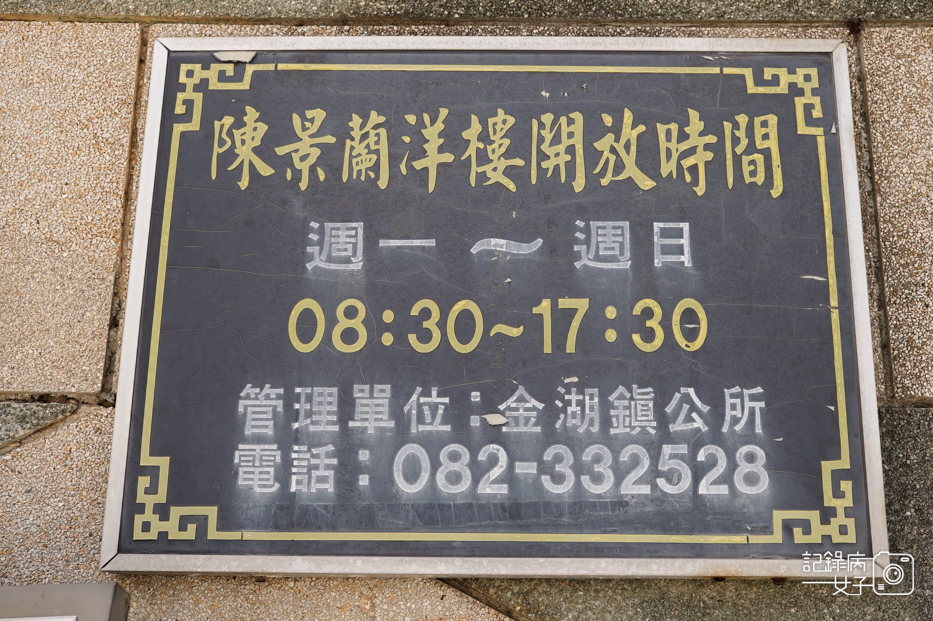 陳景蘭洋樓開放時間
週一～週日
08:30~17:30
管理單位:金湖鎮公所
電話:082-332528
記錄病女子